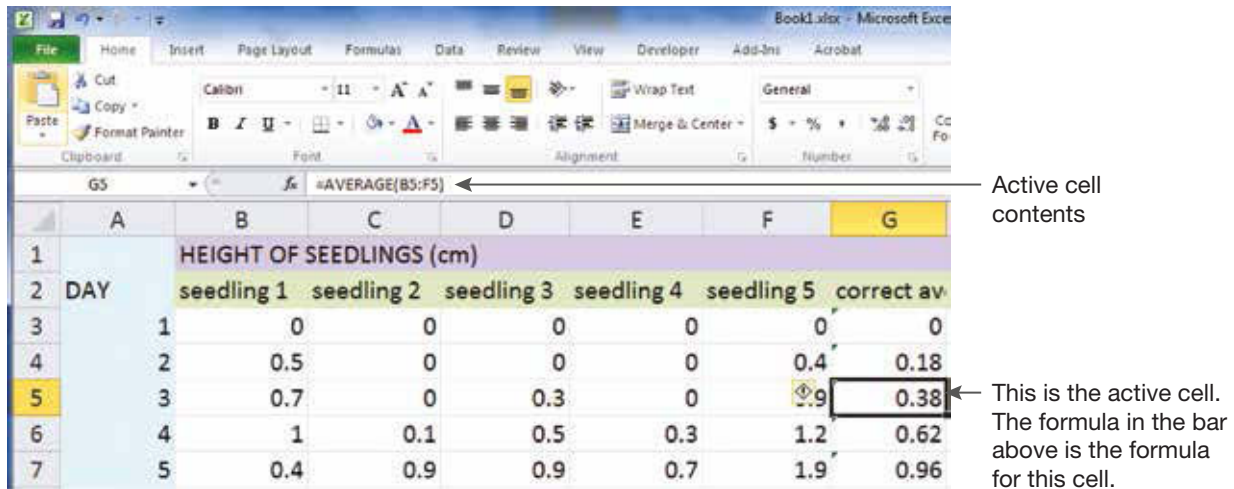 Book1.xlsx - Microsoft Exce
File Home Insert Page Layout Formulas Data Review View Developer Add-Ins Acrobat
Paste
Cut
Copy
Format Painter
Clipboard
Calibri 11 A A
B I U A
Font
Wrap Text
Merge & Center
Alignment
General
$ % ,
Number
Co
Fo
G5 fx =AVERAGE(B5:F5)
Active cell
contents
A B C D E F G
1 HEIGHT OF SEEDLINGS (cm)
2 DAY seedling 1 seedling 2 seedling 3 seedling 4 seedling 5 correct av
3 1 0 0 0 0 0 0
4 2 0.5 0 0 0 0.4 0.18
5 3 0.7 0 0.3 0 .9 0.38
6 4 1 0.1 0.5 0.3 1.2 0.62
7 5 0.4 0.9 0.9 0.7 1.9 0.96
This is the active cell.
The formula in the bar
above is the formula
for this cell.